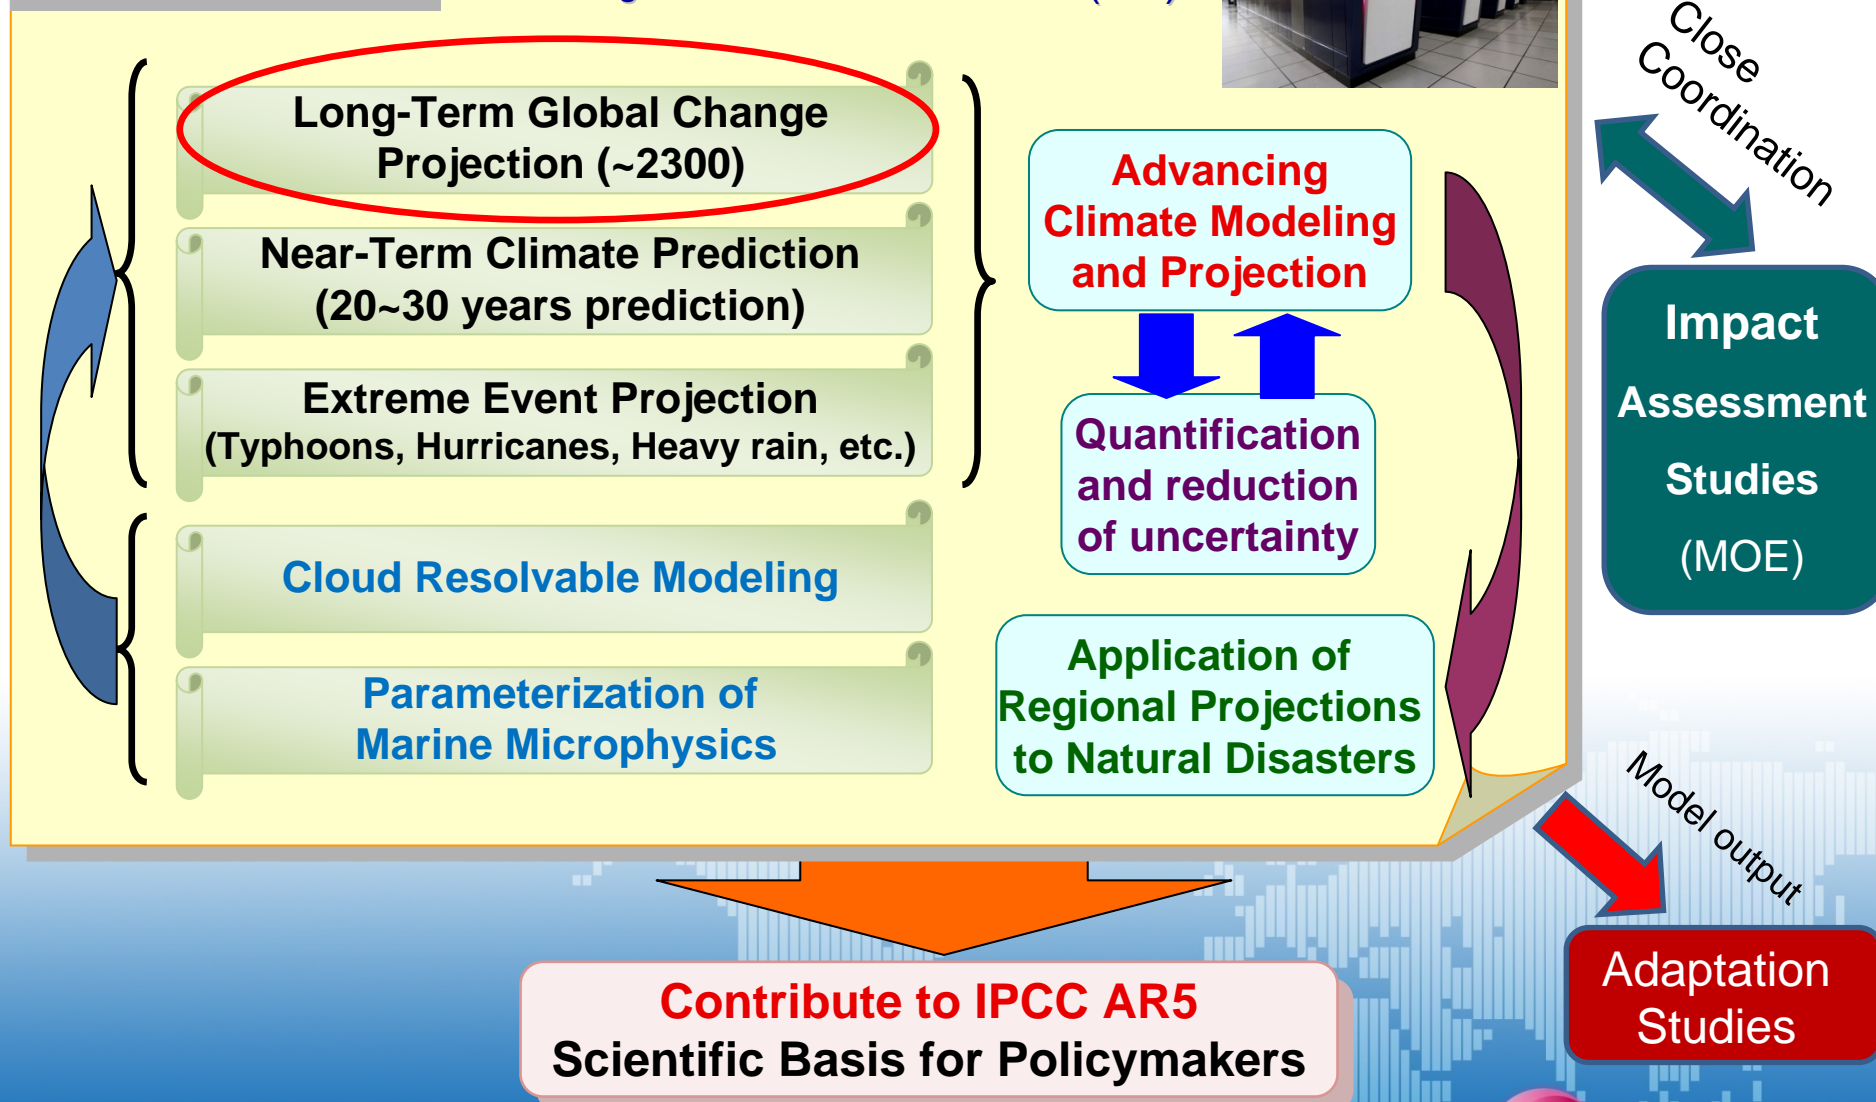 Long-Term Global Change
Projection (~2300)
Near-Term Climate Prediction
(20~30 years prediction)
Extreme Event Projection
(Typhoons, Hurricanes, Heavy rain, etc.)
Cloud Resolvable Modeling
Parameterization of
Marine Microphysics
Advancing
Climate Modeling
and Projection
Quantification
and reduction
of uncertainty
Application of
Regional Projections
to Natural Disasters
Close
Coordination
Impact
Assessment
Studies
(MOE)
Model output
Adaptation
Studies
Contribute to IPCC AR5
Scientific Basis for Policymakers